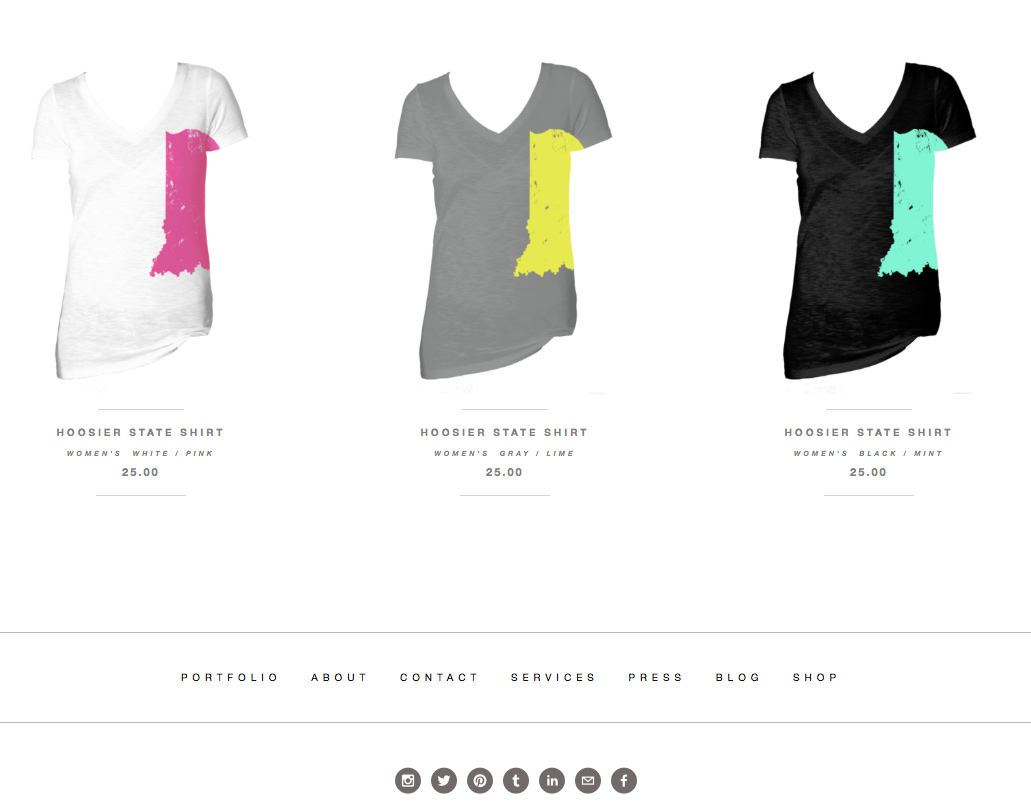 HOOSIER STATE SHIRT
WOMEN'S WHITE / PINK
25.00
HOOSIER STATE SHIRT
WOMEN'S GRAY / LIME
25.00
HOOSIER STATE SHIRT
WOMEN'S BLACK / MINT
25.00
PORTFOLIO ABOUT CONTACT SERVICES PRESS BLOG SHOP